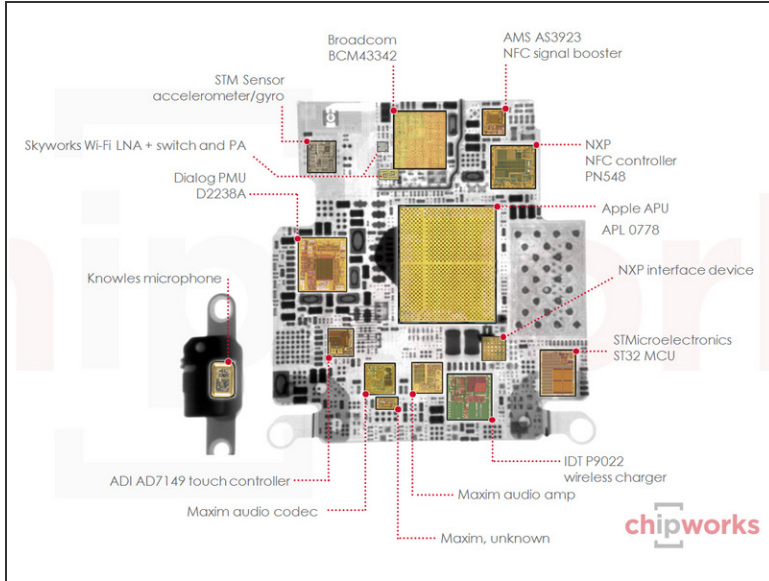 Broadcom
BCM43342
AMS AS3923
NFC signal booster
STM Sensor
accelerometer/gyro
Skyworks Wi-Fi LNA + switch and PA
NXP
NFC controller
PN548
Dialog PMU
D2238A
Apple APU
APL 0778
Knowles microphone
NXP interface device
STMicroelectronics
ST32 MCU
ADI AD7149 touch controller
IDT P9022
wireless charger
Maxim audio amp
Maxim audio codec
Maxim, unknown
chipworks